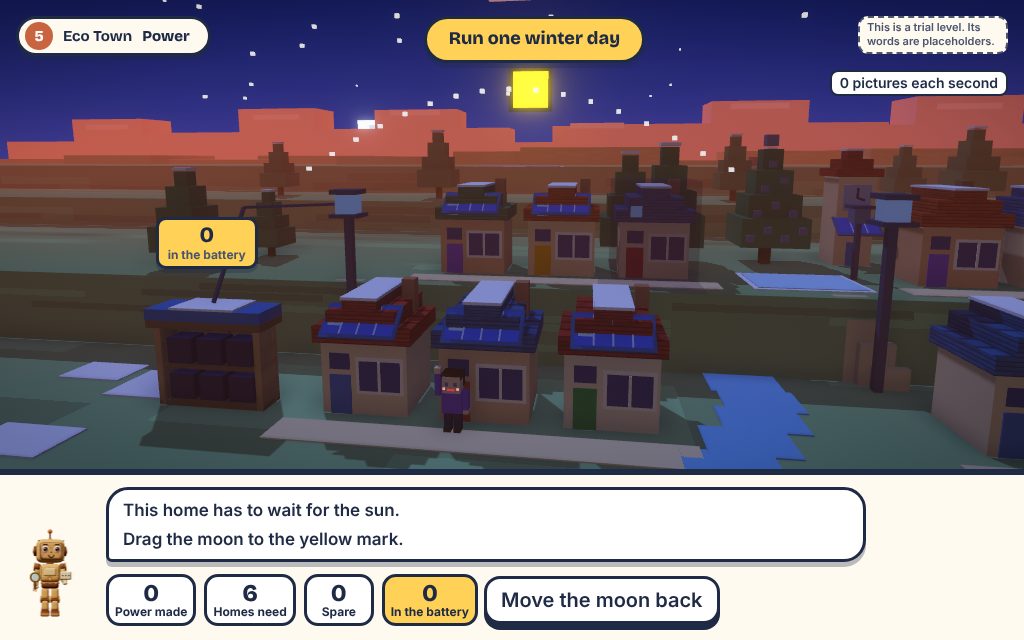 5 Eco Town Power
Run one winter day
This is a trial level. Its
words are placeholders.
0 pictures each second
0
in the battery
This home has to wait for the sun.
Drag the moon to the yellow mark.
0
Power made
6
Homes need
0
Spare
0
In the battery
Move the moon back